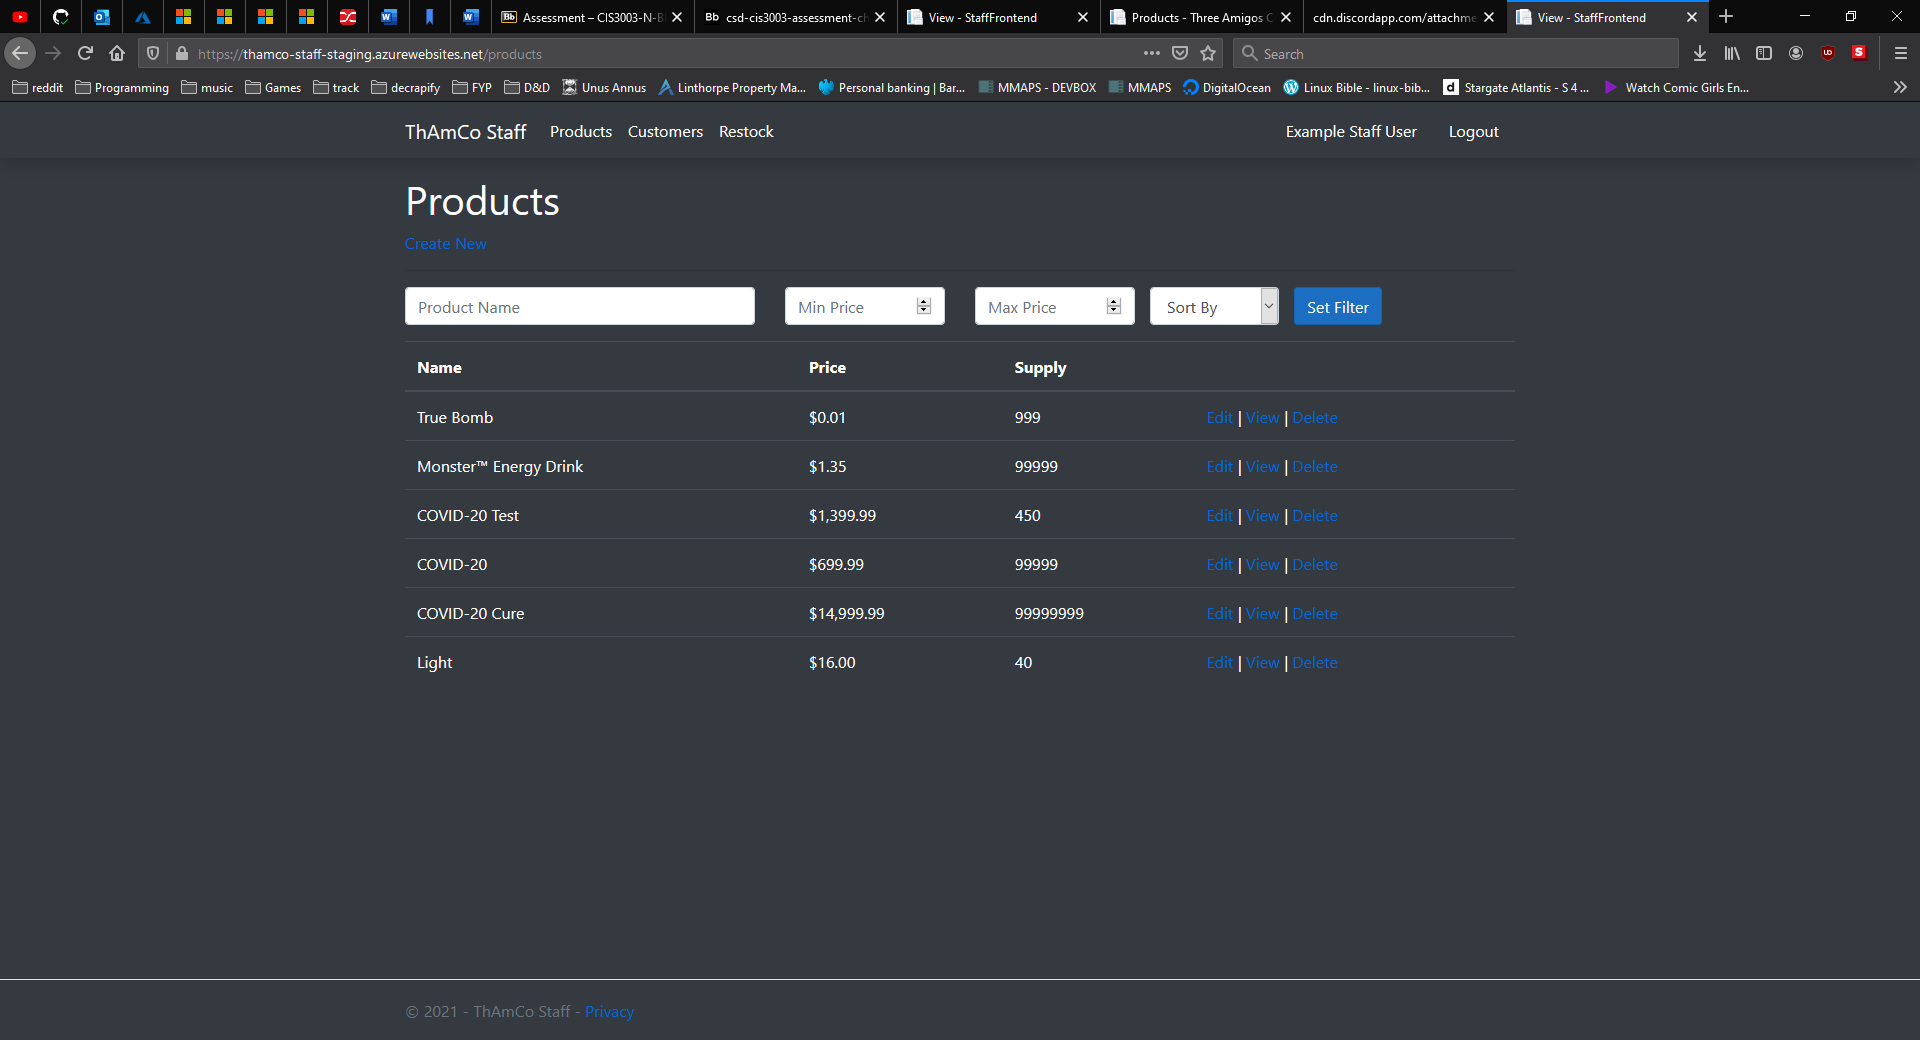 Assessment – CIS3003-N-B
csd-cis3003-assessment-ch
View - StaffFrontend
Products - Three Amigos C
cdn.discordapp.com/attachme
View - StaffFrontend
https://thamco-staff-staging.azurewebsites.net/products
Search
reddit
Programming
music
Games
track
decrapify
FYP
D&D
Unus Annus
Linthorpe Property Ma...
Personal banking | Bar...
MMAPS - DEVBOX
MMAPS
DigitalOcean
Linux Bible - linux-bib...
Stargate Atlantis - S 4 ...
Watch Comic Girls En...
ThAmCo Staff Products Customers Restock Example Staff User Logout
Products
Create New
Product Name Min Price Max Price Sort By Set Filter
Name Price Supply
True Bomb $0.01 999 Edit | View | Delete
Monster™ Energy Drink $1.35 99999 Edit | View | Delete
COVID-20 Test $1,399.99 450 Edit | View | Delete
COVID-20 $699.99 99999 Edit | View | Delete
COVID-20 Cure $14,999.99 99999999 Edit | View | Delete
Light $16.00 40 Edit | View | Delete
© 2021 - ThAmCo Staff - Privacy